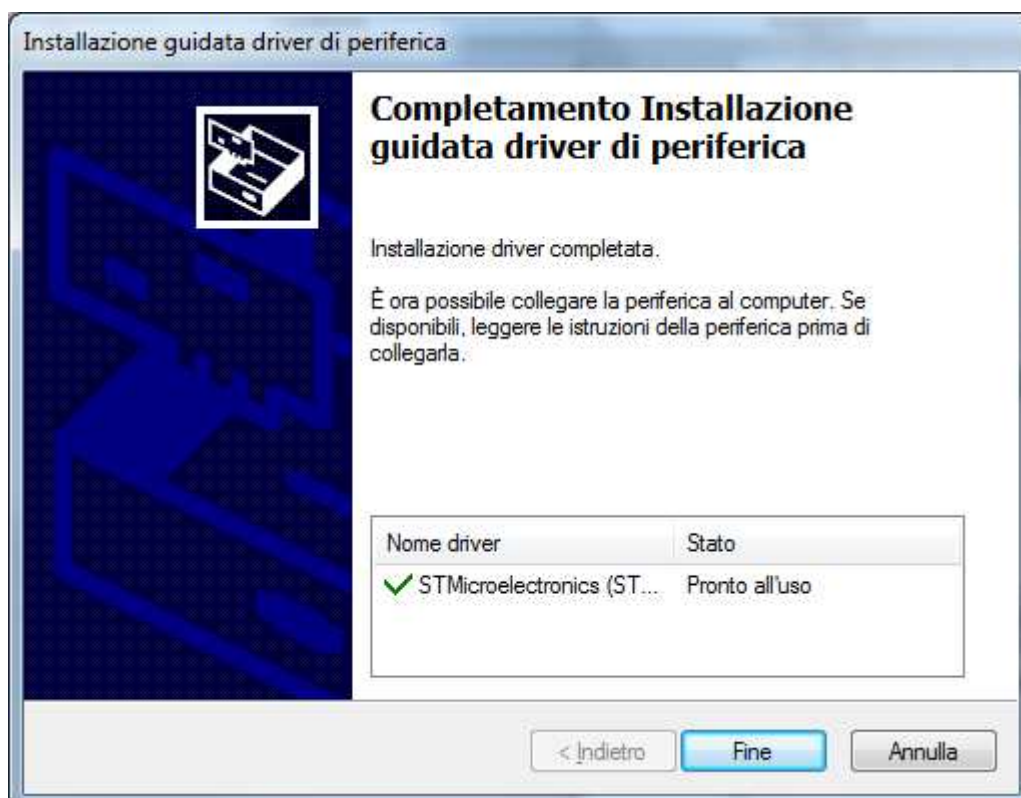 Installazione guidata driver di periferica
Completamento Installazione
guidata driver di periferica
Installazione driver completata.
È ora possibile collegare la periferica al computer. Se
disponibili, leggere le istruzioni della periferica prima di
collegarla.
Nome driver Stato
STMicroelectronics (ST... Pronto all'uso
< Indietro Fine Annulla